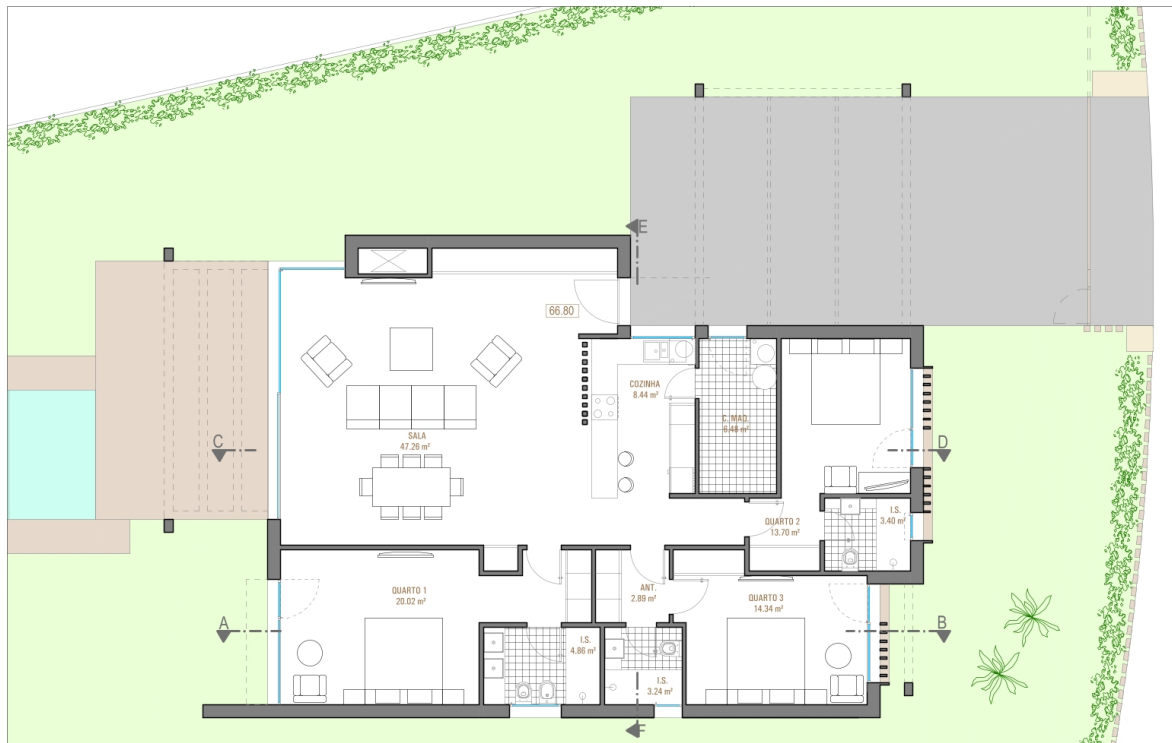 E
66.80
COZINHA
8.44 m²
C. MAQ.
6.48 m²
SALA
47.26 m²
C
D
QUARTO 2
13.70 m²
I.S.
3.40 m²
QUARTO 1
20.02 m²
ANT.
2.89 m²
QUARTO 3
14.34 m²
A
B
I.S.
4.86 m²
I.S.
3.24 m²
F